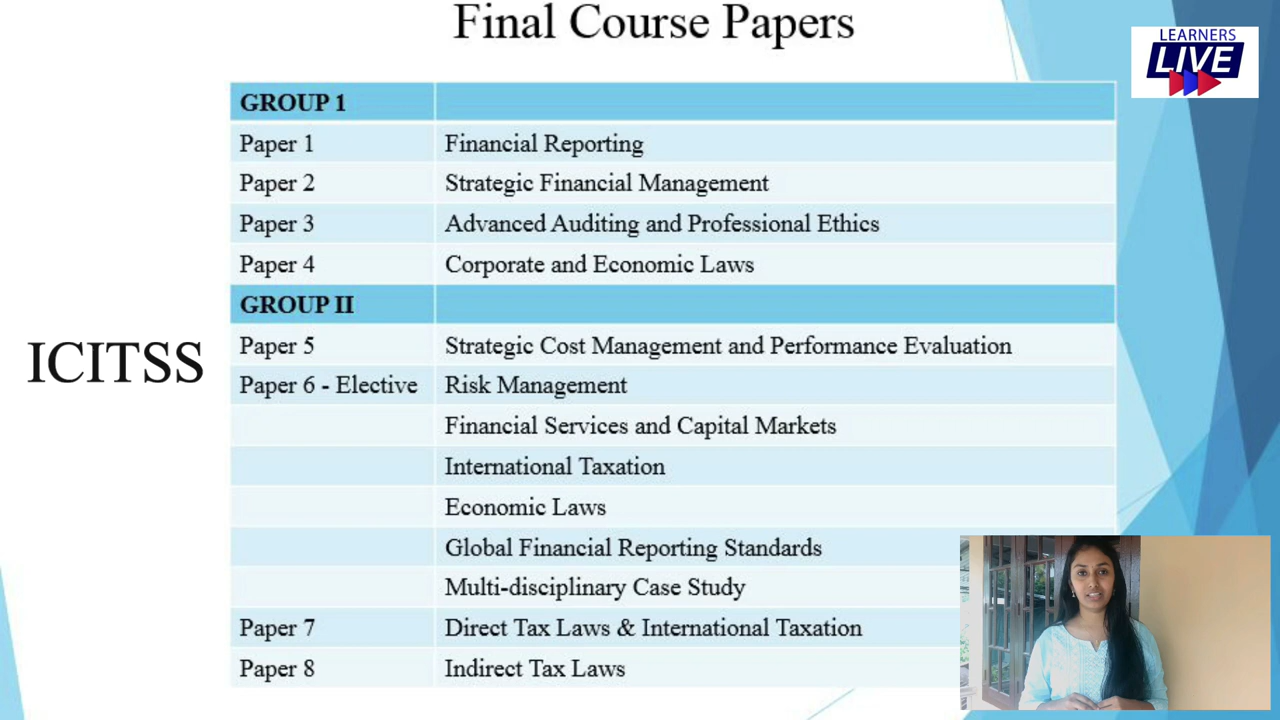 Final Course Papers
LEARNERS
LIVE
GROUP 1
Paper 1 Financial Reporting
Paper 2 Strategic Financial Management
Paper 3 Advanced Auditing and Professional Ethics
Paper 4 Corporate and Economic Laws
GROUP II
ICITSS
Paper 5 Strategic Cost Management and Performance Evaluation
Paper 6 - Elective Risk Management
Financial Services and Capital Markets
International Taxation
Economic Laws
Global Financial Reporting Standards
Multi-disciplinary Case Study
Paper 7 Direct Tax Laws & International Taxation
Paper 8 Indirect Tax Laws